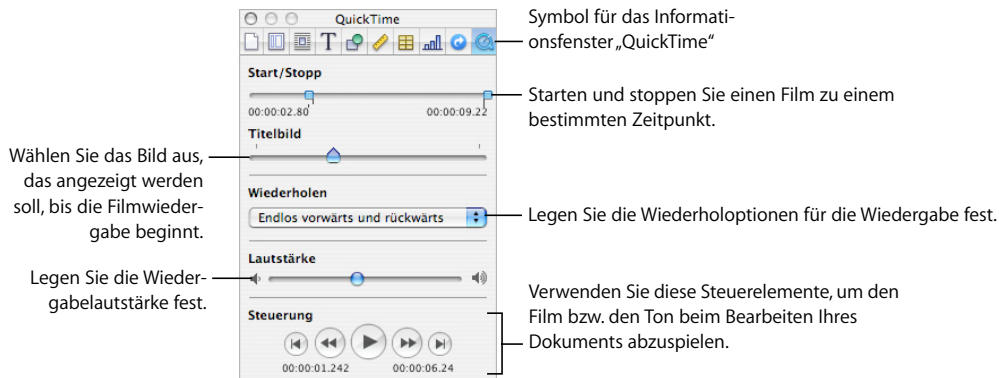 QuickTime
Symbol für das Informati-
onsfenster „QuickTime“
Start/Stopp
00:00:02.80
00:00:09.22
Starten und stoppen Sie einen Film zu einem
bestimmten Zeitpunkt.
Titelbild
Wählen Sie das Bild aus,
das angezeigt werden
soll, bis die Filmwieder-
gabe beginnt.
Wiederholen
Endlos vorwärts und rückwärts
Legen Sie die Wiederholoptionen für die Wiedergabe fest.
Lautstärke
Legen Sie die Wieder-
gabelautstärke fest.
Steuerung
00:00:01.242
00:00:06.24
Verwenden Sie diese Steuerelemente, um den
Film bzw. den Ton beim Bearbeiten Ihres
Dokuments abzuspielen.